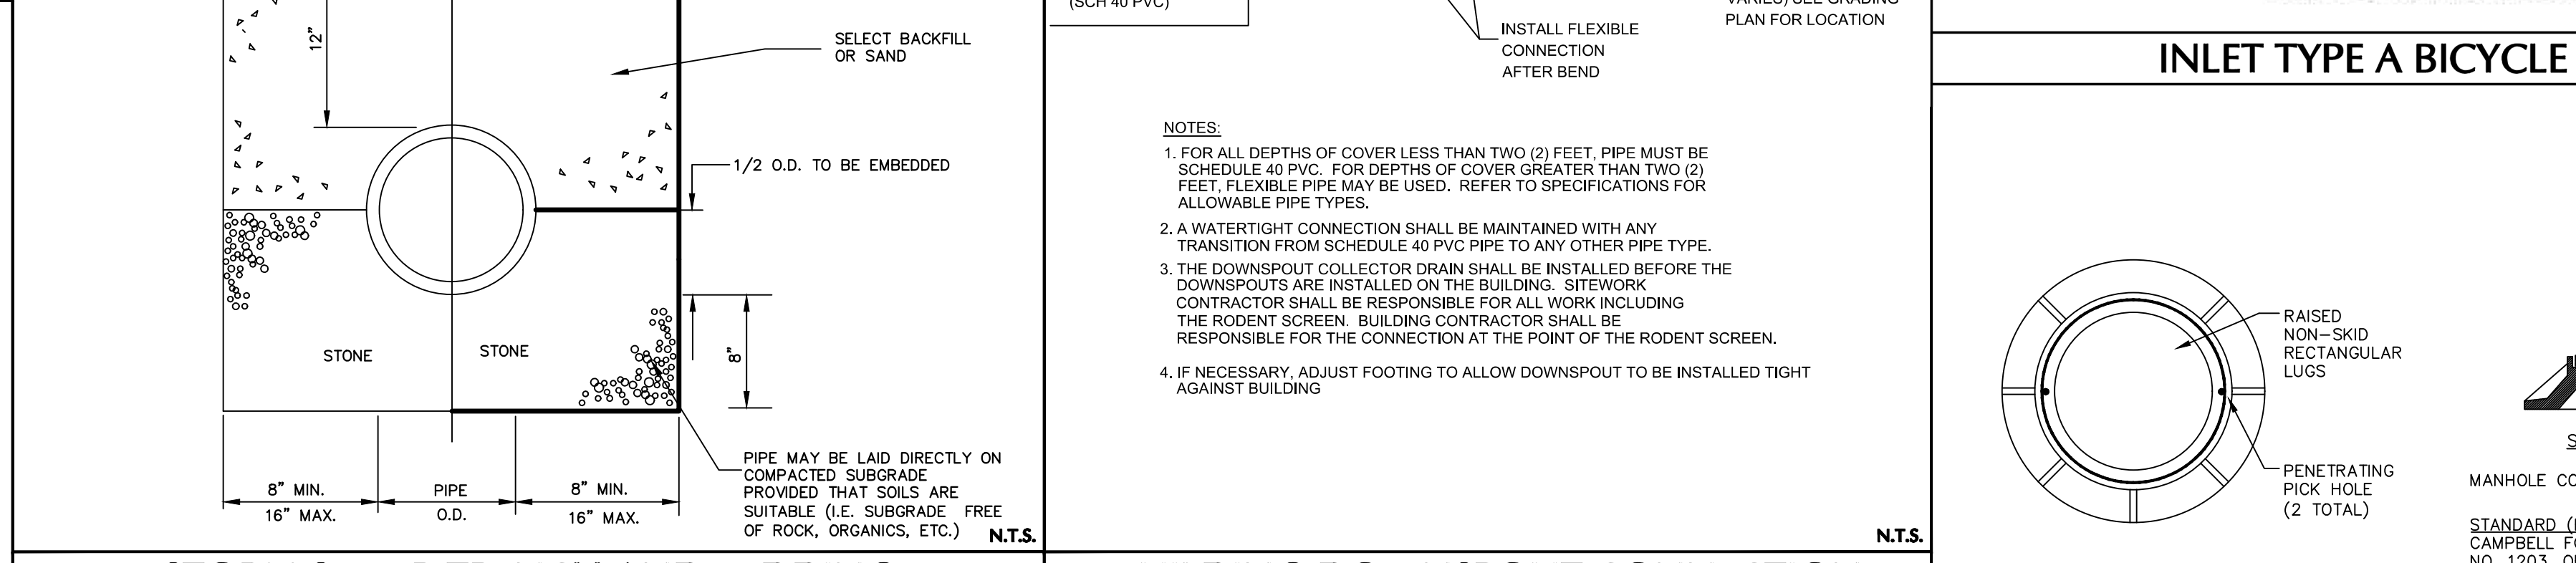 12"
SELECT BACKFILL
OR SAND
1/2 O.D. TO BE EMBEDDED
STONE
STONE
8"
8" MIN.
16" MAX.
PIPE
O.D.
8" MIN.
16" MAX.
PIPE MAY BE LAID DIRECTLY ON
COMPACTED SUBGRADE
PROVIDED THAT SOILS ARE
SUITABLE (I.E. SUBGRADE FREE
OF ROCK, ORGANICS, ETC.)
N.T.S.
(SCH 40 PVC)
INSTALL FLEXIBLE
CONNECTION
AFTER BEND
VARIES) SEE GRADING
PLAN FOR LOCATION
NOTES:
1. FOR ALL DEPTHS OF COVER LESS THAN TWO (2) FEET, PIPE MUST BE
SCHEDULE 40 PVC. FOR DEPTHS OF COVER GREATER THAN TWO (2)
FEET, FLEXIBLE PIPE MAY BE USED. REFER TO SPECIFICATIONS FOR
ALLOWABLE PIPE TYPES.
2. A WATERTIGHT CONNECTION SHALL BE MAINTAINED WITH ANY
TRANSITION FROM SCHEDULE 40 PVC PIPE TO ANY OTHER PIPE TYPE.
3. THE DOWNSPOUT COLLECTOR DRAIN SHALL BE INSTALLED BEFORE THE
DOWNSPOUTS ARE INSTALLED ON THE BUILDING. SITEWORK
CONTRACTOR SHALL BE RESPONSIBLE FOR ALL WORK INCLUDING
THE RODENT SCREEN. BUILDING CONTRACTOR SHALL BE
RESPONSIBLE FOR THE CONNECTION AT THE POINT OF THE RODENT SCREEN.
4. IF NECESSARY, ADJUST FOOTING TO ALLOW DOWNSPOUT TO BE INSTALLED TIGHT
AGAINST BUILDING
N.T.S.
INLET TYPE A BICYCLE
RAISED
NON-SKID
RECTANGULAR
LUGS
PENETRATING
PICK HOLE
(2 TOTAL)
MANHOLE
STANDARD
CAMPBELL
NO. 1203